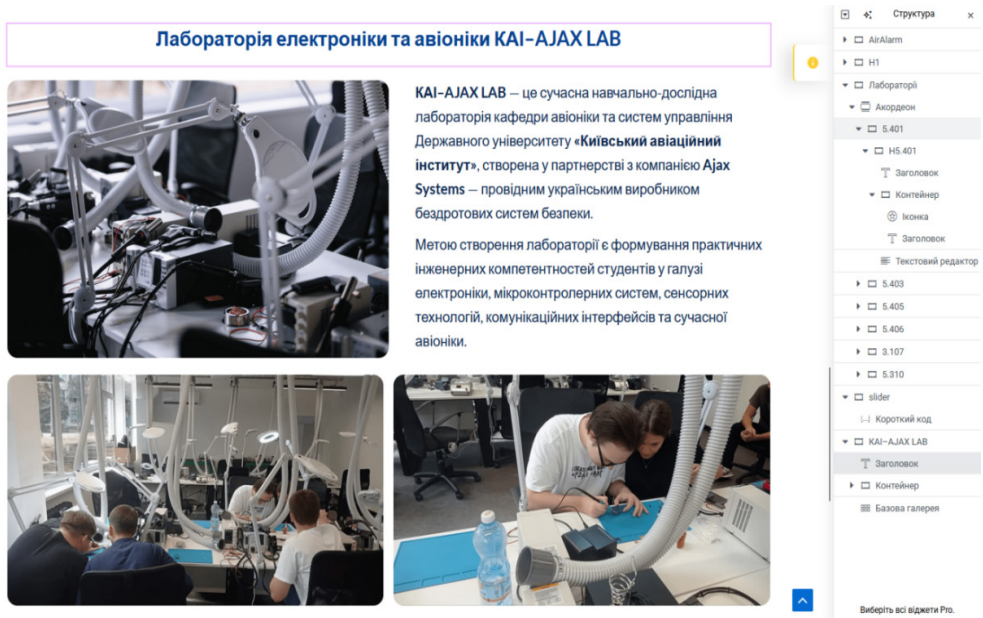 Лабораторія електроніки та авіоніки KAI-AJAX LAB
KAI-AJAX LAB — це сучасна навчально-дослідна
лабораторія кафедри авіоніки та систем управління
Державного університету «Київський авіаційний
інститут», створена у партнерстві з компанією Ajax
Systems — провідним українським виробником
бездротових систем безпеки.
Метою створення лабораторії є формування практичних
інженерних компетентностей студентів у галузі
електроніки, мікроконтролерних систем, сенсорних
технологій, комунікаційних інтерфейсів та сучасної
авіоніки.
Структура
AirAlarm
H1
Лабораторії
Акордеон
5.401
H5.401
Заголовок
Контейнер
Іконка
Заголовок
Текстовий редактор
5.403
5.405
5.406
3.107
5.310
slider
Короткий код
KAI-AJAX LAB
Заголовок
Контейнер
Базова галерея
Виберіть всі віджети Pro.